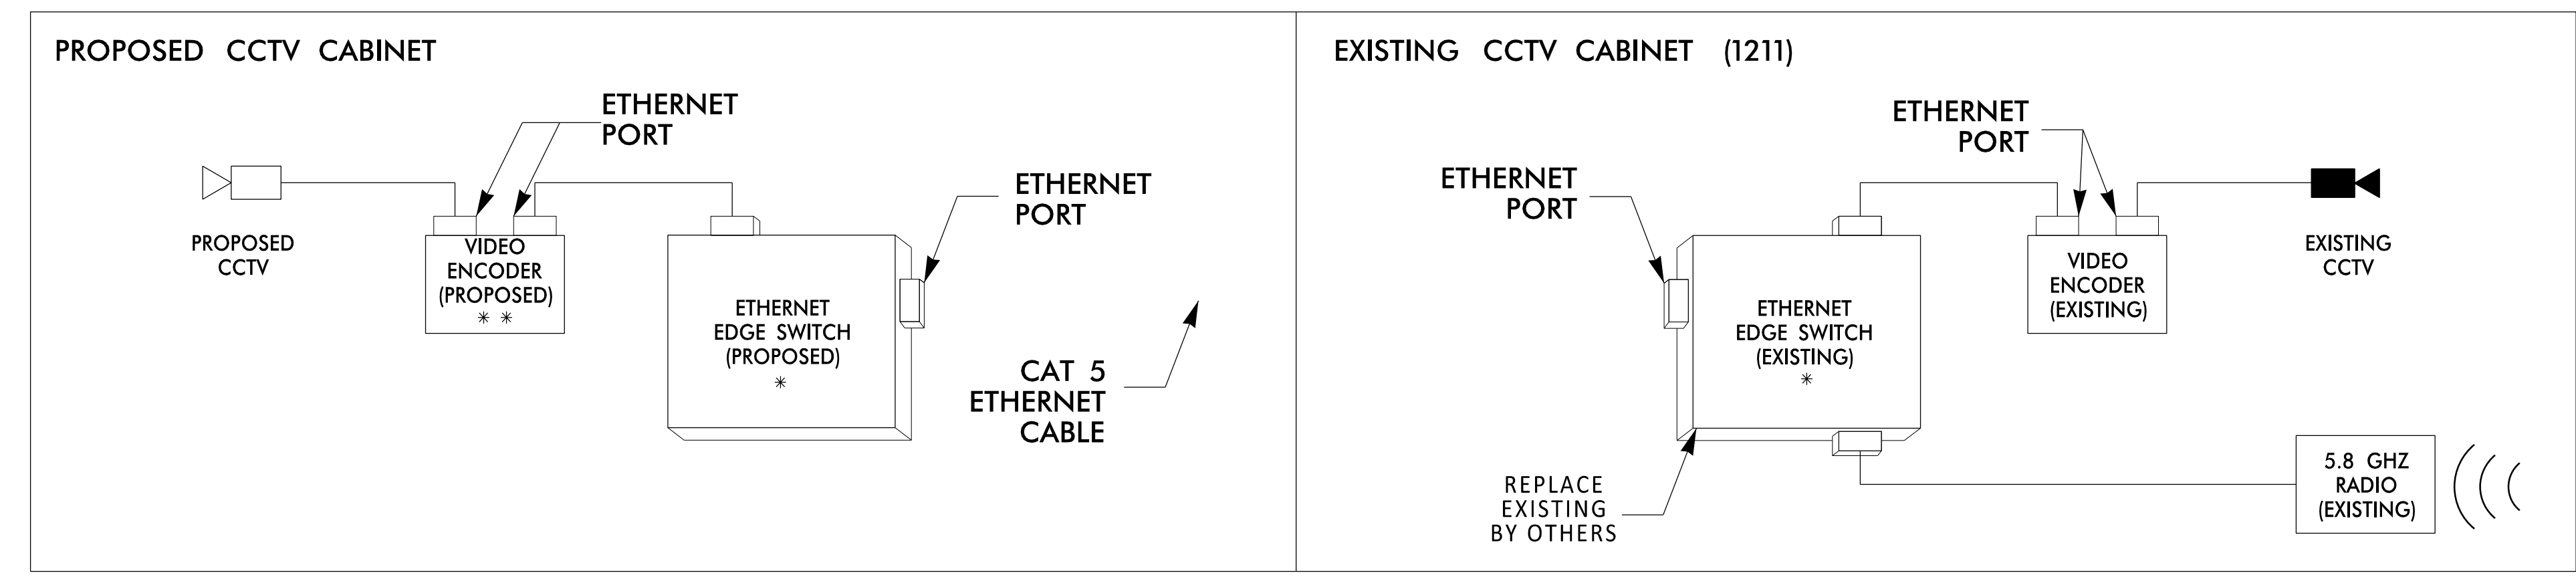 PROPOSED CCTV CABINET
ETHERNET
PORT
PROPOSED
CCTV
VIDEO
ENCODER
(PROPOSED)
* *
ETHERNET
EDGE SWITCH
(PROPOSED)
*
ETHERNET
PORT
CAT 5
ETHERNET
CABLE
EXISTING CCTV CABINET (1211)
ETHERNET
PORT
ETHERNET
PORT
ETHERNET
EDGE SWITCH
(EXISTING)
*
VIDEO
ENCODER
(EXISTING)
EXISTING
CCTV
REPLACE
EXISTING
BY OTHERS
5.8 GHZ
RADIO
(EXISTING)